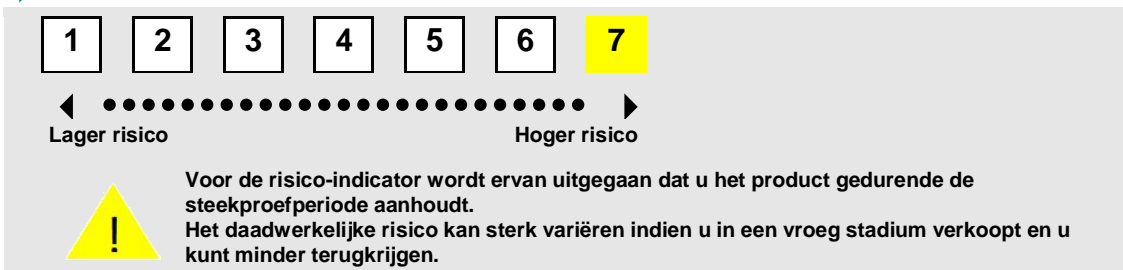 1 2 3 4 5 6 7
Lager risico Hoger risico
Voor de risico-indicator wordt ervan uitgegaan dat u het product gedurende de
steekproefperiode aanhoudt.
! Het daadwerkelijke risico kan sterk variëren indien u in een vroeg stadium verkoopt en u
kunt minder terugkrijgen.